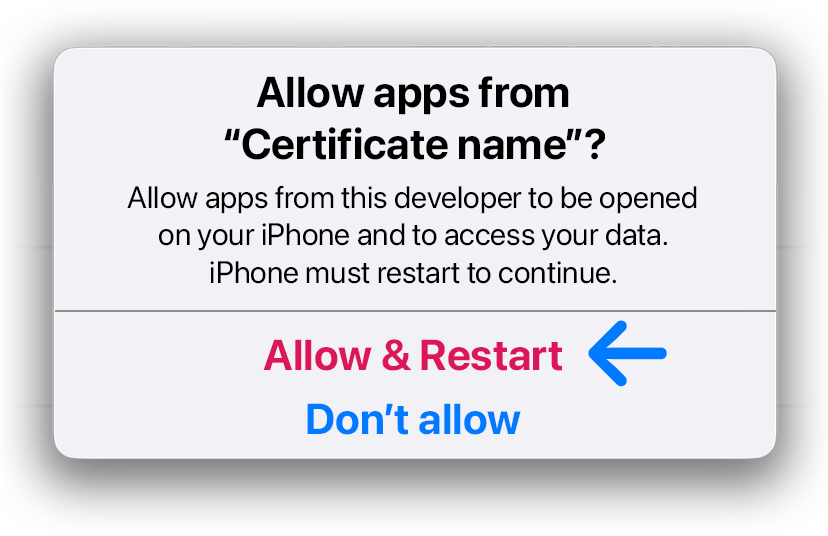 Allow apps from
“Certificate name”?
Allow apps from this developer to be opened
on your iPhone and to access your data.
iPhone must restart to continue.
Allow & Restart
Don’t allow